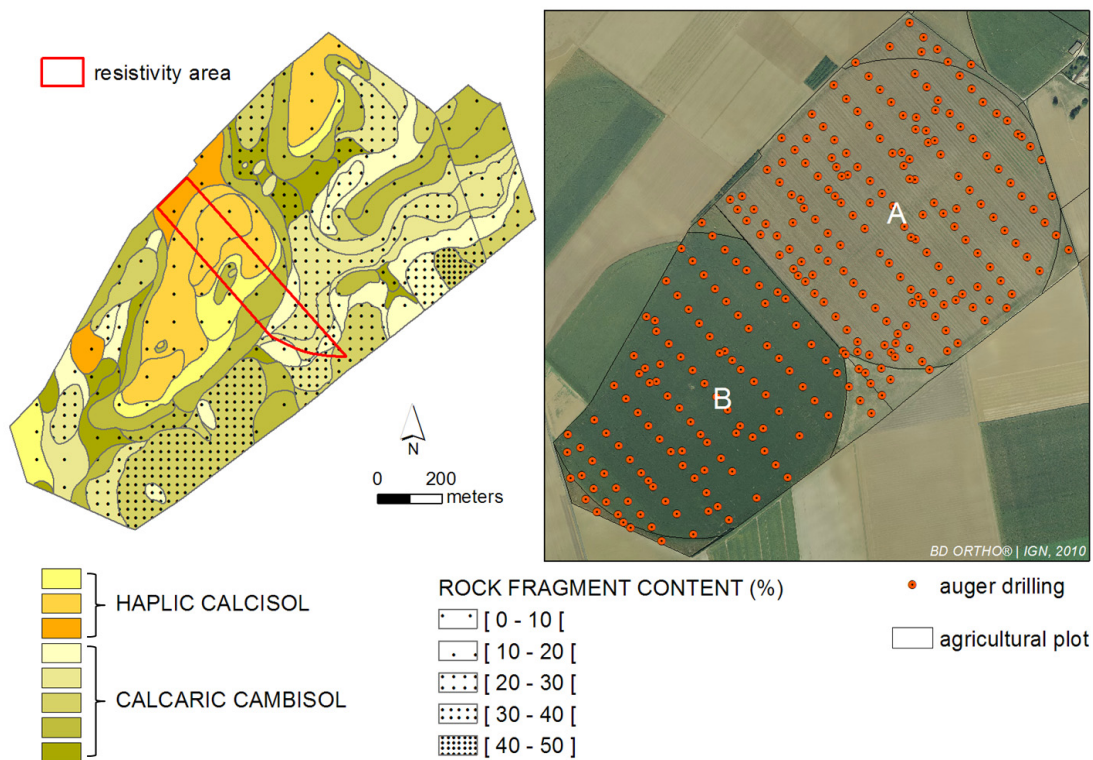 resistivity area
A
B
N
0 200
meters
BD ORTHO® | IGN, 2010
HAPLIC CALCISOL
CALCARIC CAMBISOL
ROCK FRAGMENT CONTENT (%)
[ 0 - 10 [
[ 10 - 20 [
[ 20 - 30 [
[ 30 - 40 [
[ 40 - 50 ]
auger drilling
agricultural plot